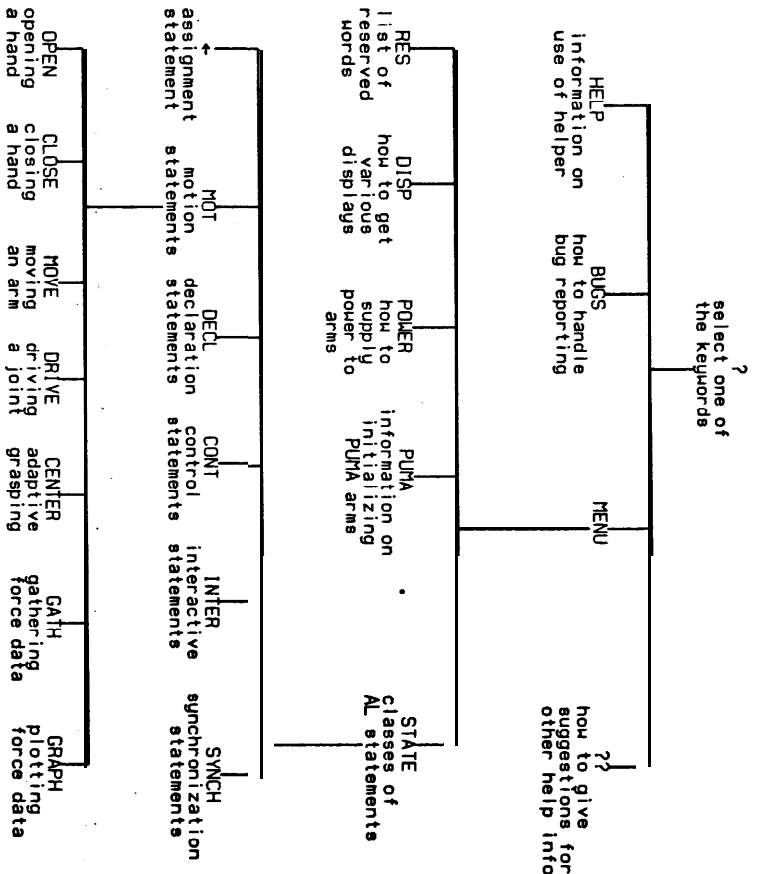 ?
select one of
the keywords
HELP
information on
use of helper
BUGS
how to handle
bug reporting
MENU
??
how to give
suggestions for
other help info
RES
list of
reserved
words
DISP
how to get
various
displays
POWER
how to
supply
power to
arms
PUMA
information on
initializing
PUMA arms
STATE
classes of
AL statements
←
assignment
statement
MOT
motion
statements
DECL
declaration
statements
CONT
control
statements
INTER
interactive
statements
SYNCH
synchronization
statements
OPEN
opening
a hand
CLOSE
closing
a hand
MOVE
moving
an arm
DRIVE
driving
a joint
CENTER
adaptive
grasping
GATH
gathering
force data
GRAPH
plotting
force data